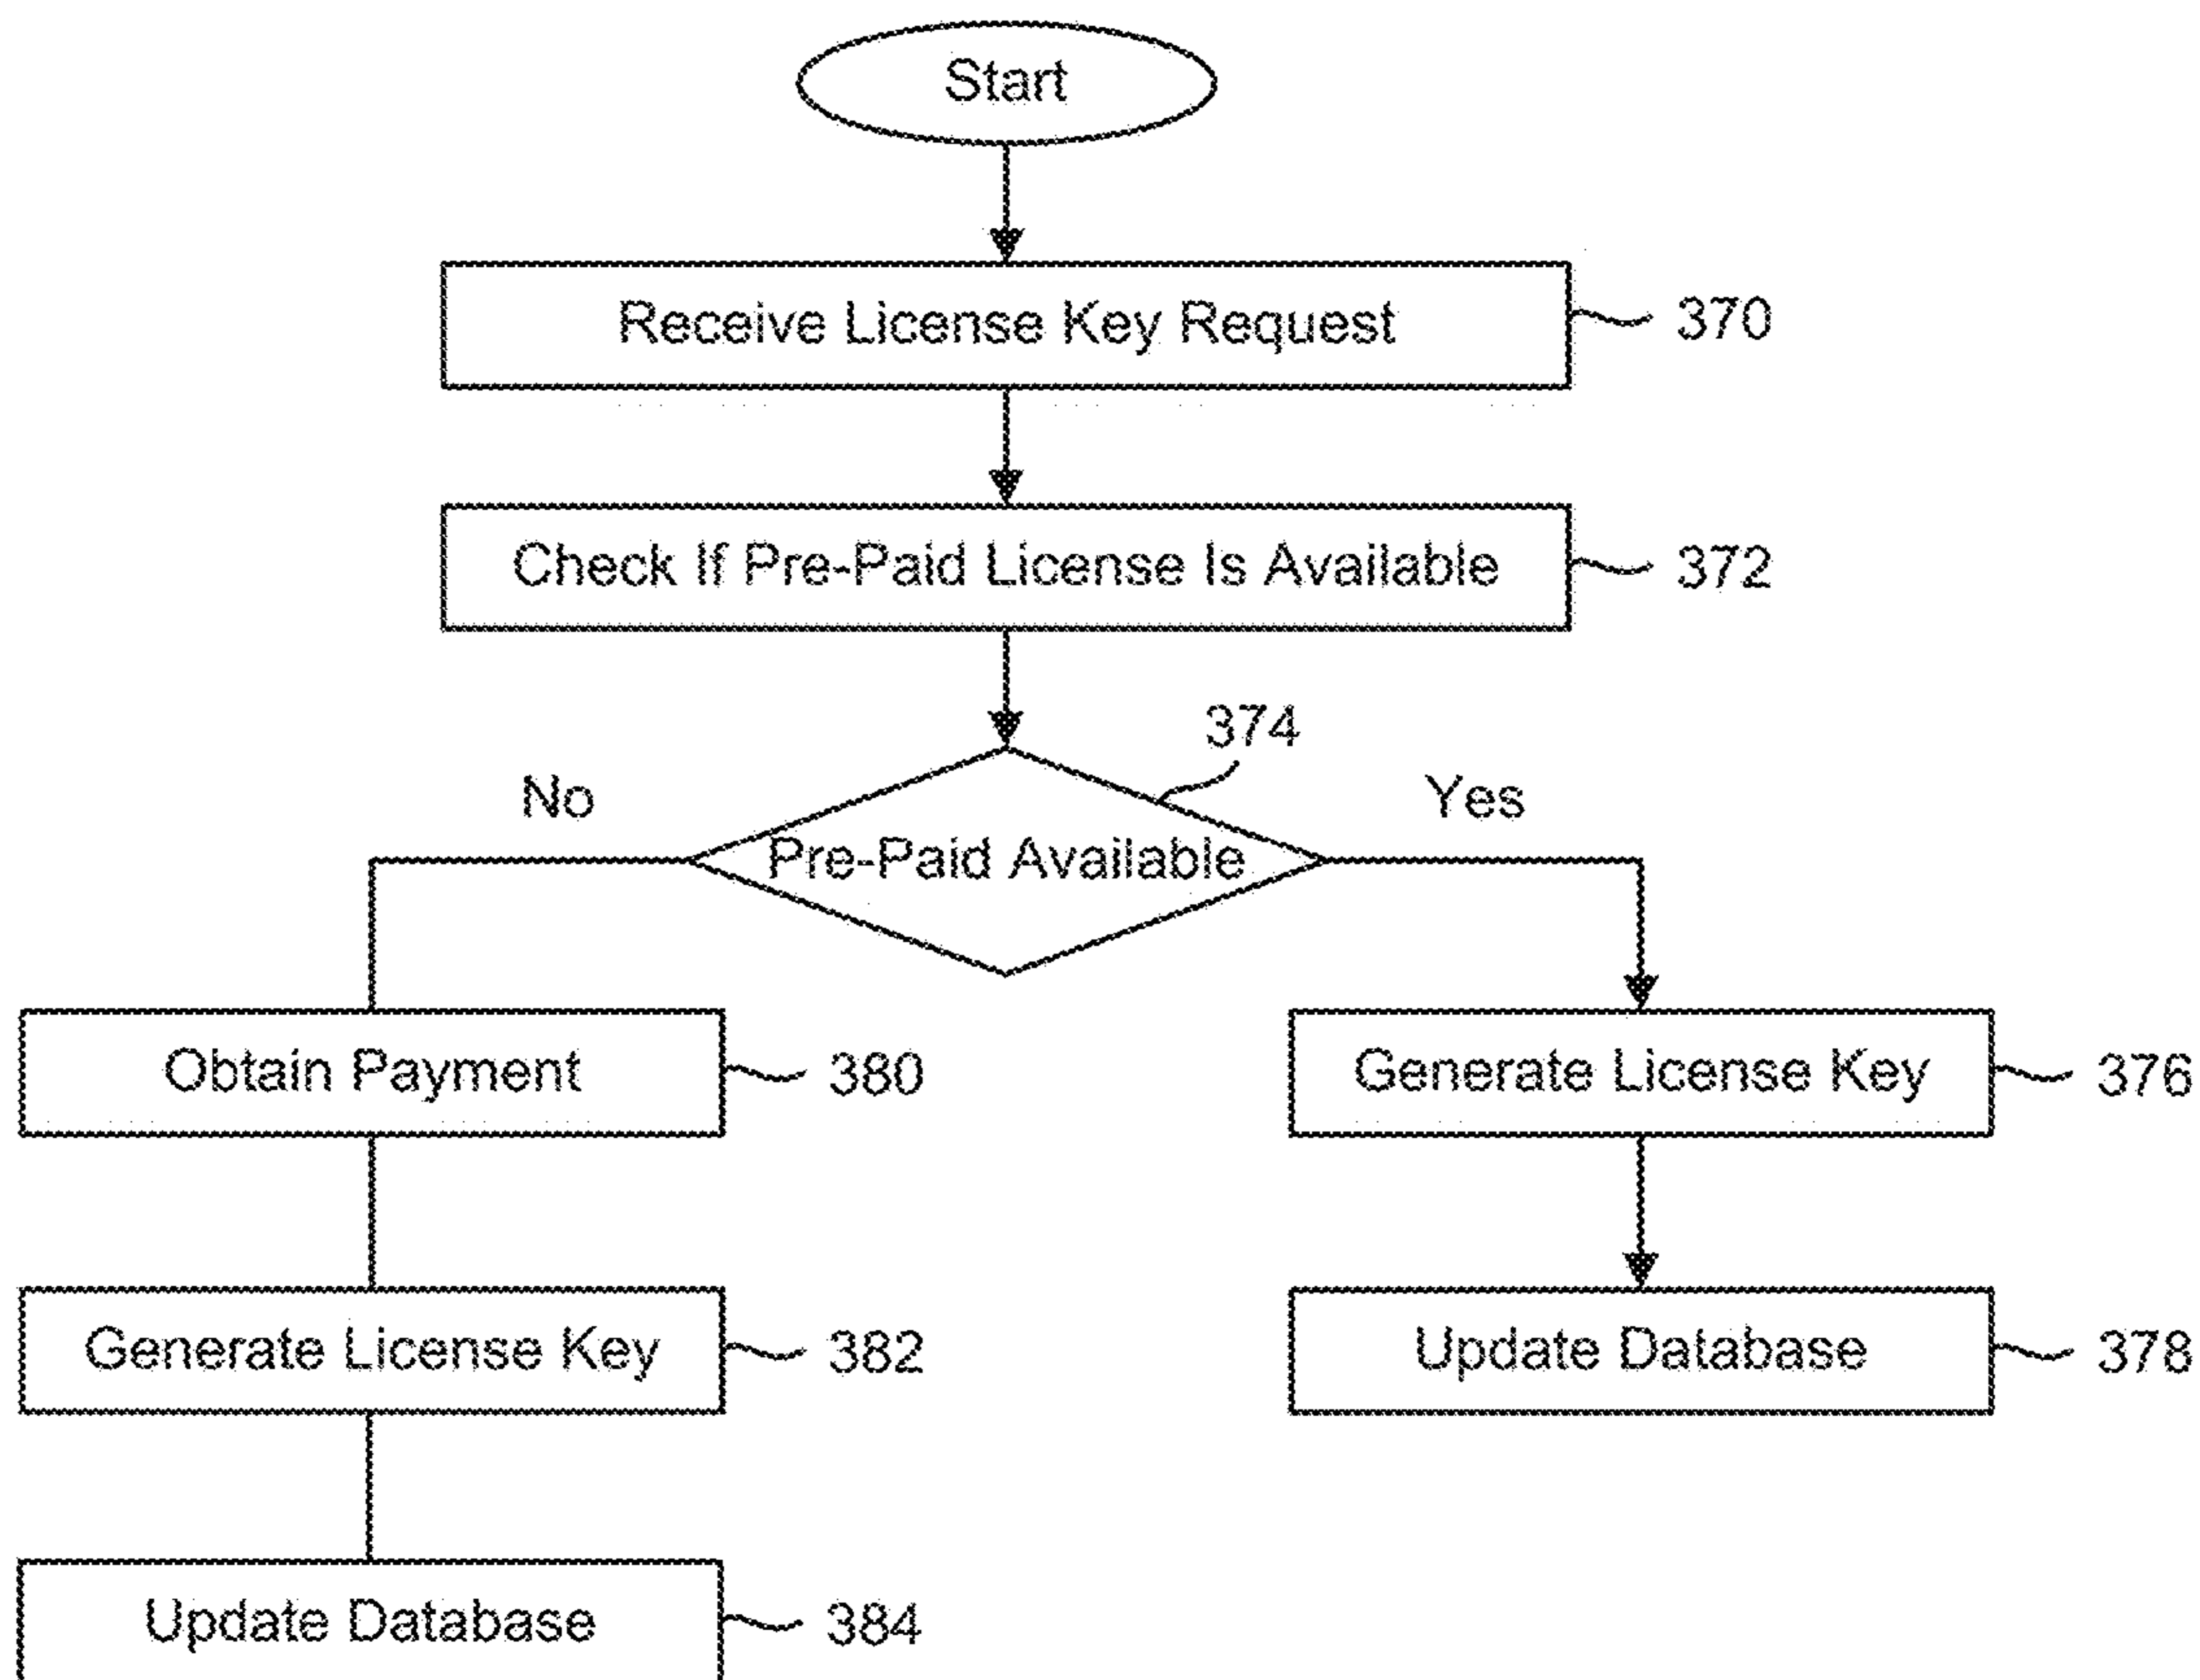 Start
Receive License Key Request
370
Check If Pre-Paid License Is Available
372
374
No
Yes
Pre-Paid Available
Obtain Payment
380
Generate License Key
376
Generate License Key
382
Update Database
378
Update Database
384